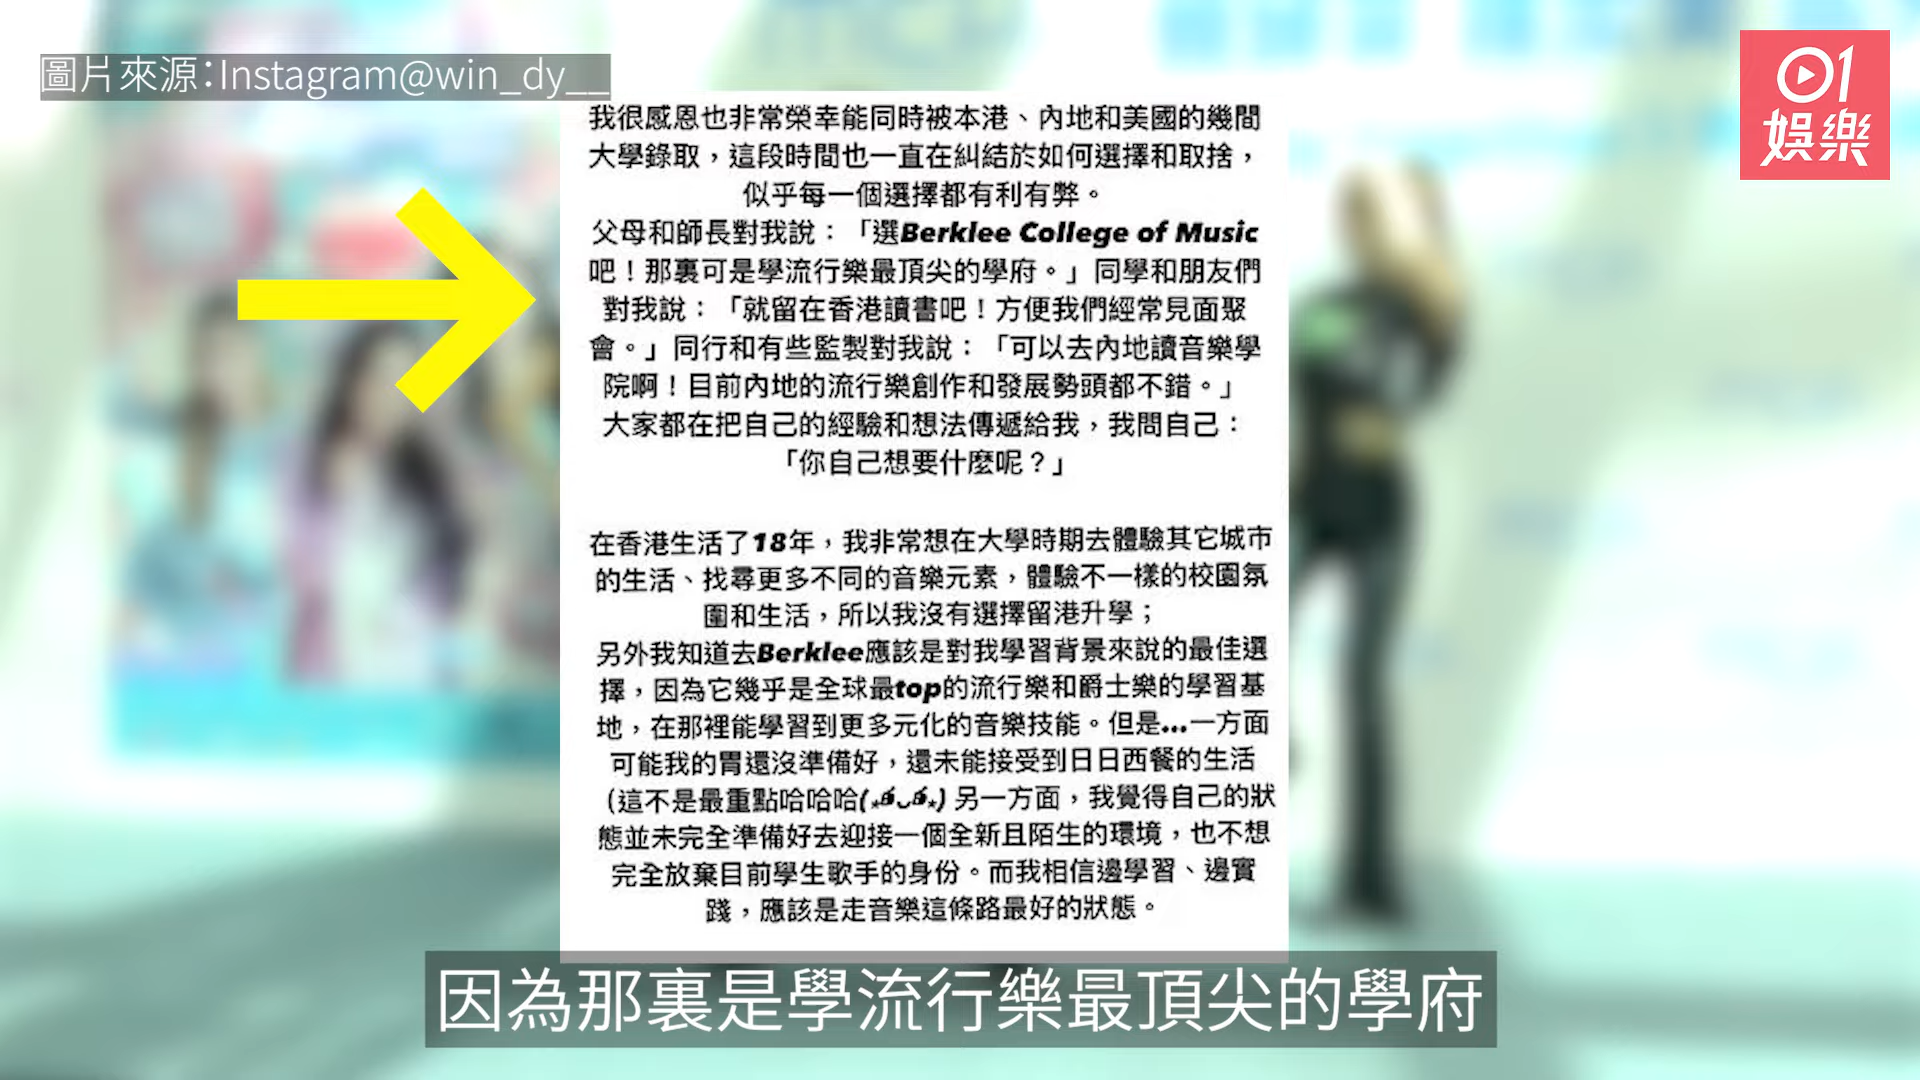 圖片來源:Instagram@win_dy__
01
娛樂
我很感恩也非常榮幸能同時被本港、內地和美國的幾間
大學錄取，這段時間也一直在糾結於如何選擇和取捨，
似乎每一個選擇都有利有弊。
父母和師長對我說：「選Berklee College of Music
吧！那裏可是學流行樂最頂尖的學府。」同學和朋友們
對我說：「就留在香港讀書吧！方便我們經常見面聚
會。」同行和有些監製對我說：「可以去內地讀音樂學
院啊！目前內地的流行樂創作和發展勢頭都不錯。」
大家都在把自己的經驗和想法傳遞給我，我問自己：
「你自己想要什麼呢？」
在香港生活了18年，我非常想在大學時期去體驗其它城市
的生活、找尋更多不同的音樂元素，體驗不一樣的校園氛
圍和生活，所以我沒有選擇留港升學；
另外我知道去Berklee應該是對我學習背景來說的最佳選
擇，因為它幾乎是全球最top的流行樂和爵士樂的學習基
地，在那裡能學習到更多元化的音樂技能。但是...一方面
可能我的胃還沒準備好，還未能接受到日日西餐的生活
（這不是最重點哈哈哈 另一方面，我覺得自己的狀
態並未完全準備好去迎接一個全新且陌生的環境，也不想
完全放棄目前學生歌手的身份。而我相信邊學習、邊實
踐，應該是走音樂這條路最好的狀態。
因為那裏是學流行樂最頂尖的學府